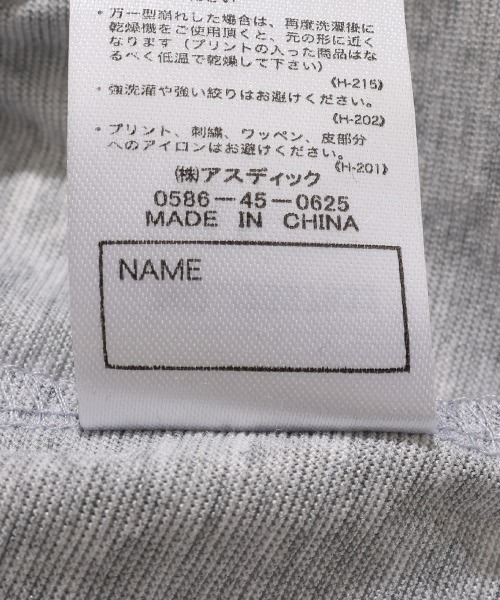 ・万一型崩れした場合は、再度洗濯後に
乾燥機をご使用頂くと、元の形に近く
なります（プリントの入った商品はな
るべく低温で乾燥して下さい）
《H-215》
・強洗濯や強い絞りはお避けください。
《H-202》
・プリント、刺繍、ワッペン、皮部分
へのアイロンはお避けください。
《H-201》
㈱アスディック
0586-45-0625
MADE IN CHINA
NAME